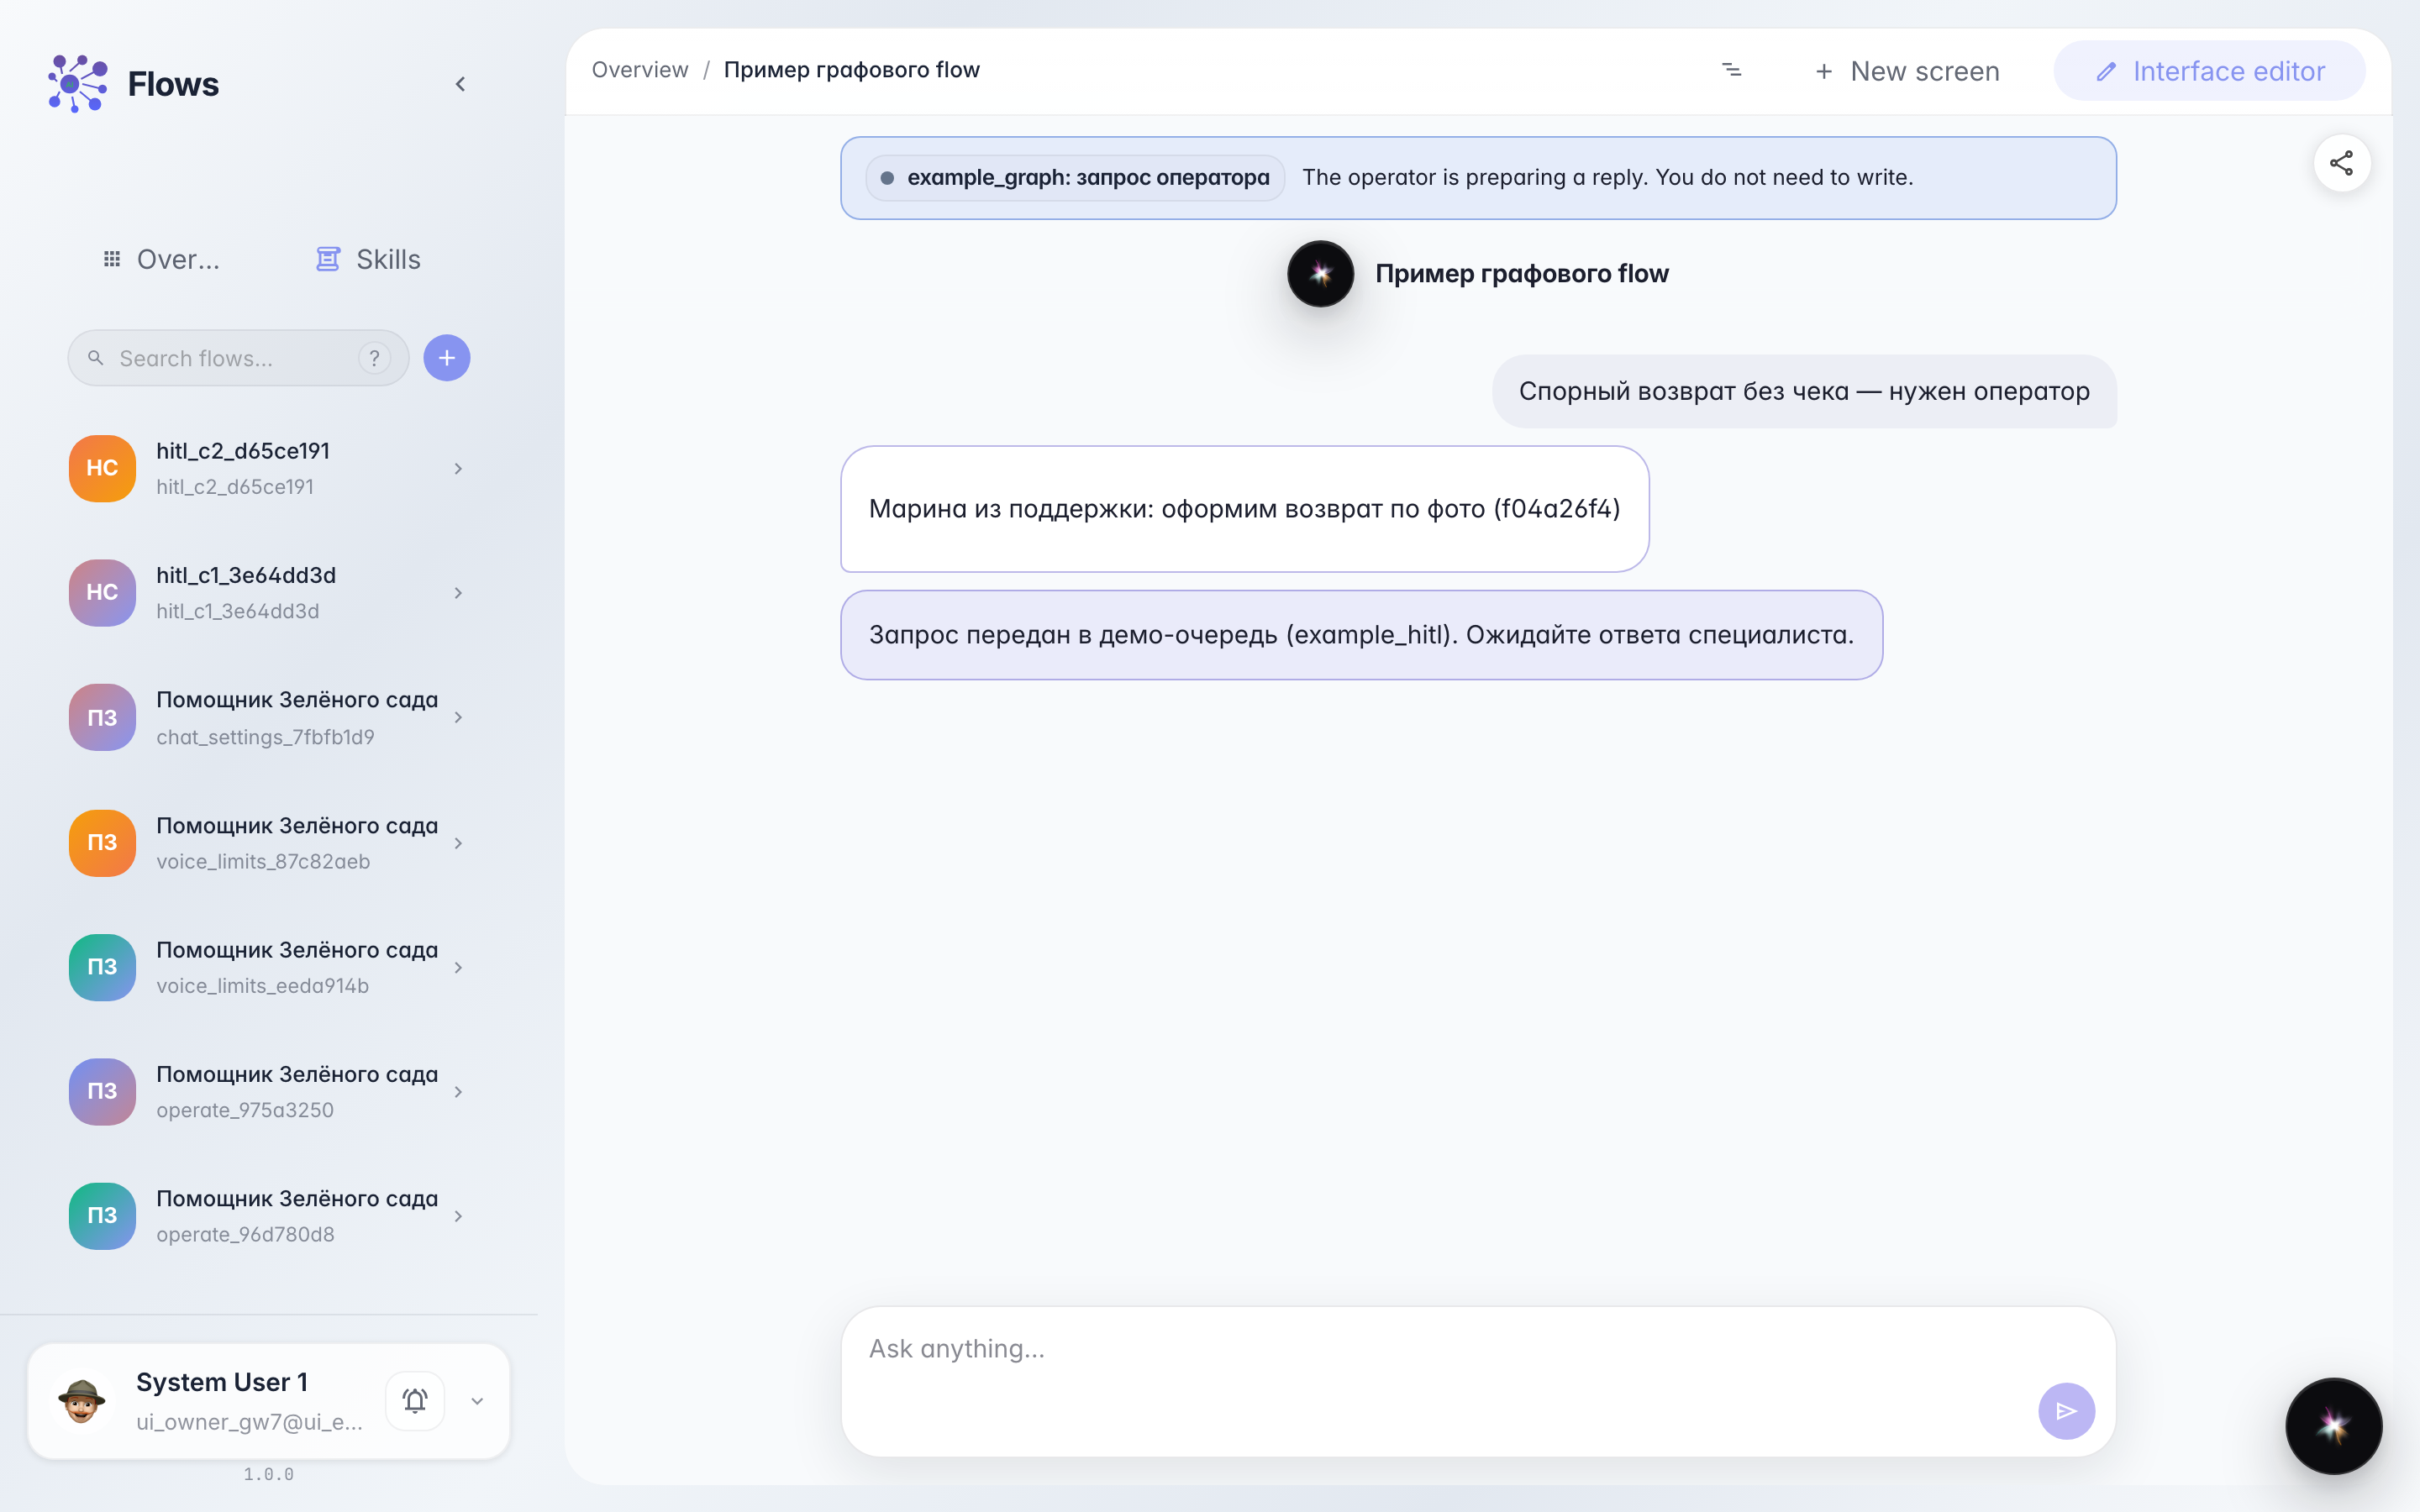 Flows
Over...
Skills
Search flows...
?
HC
hitl_c2_d65ce191
hitl_c2_d65ce191
HC
hitl_c1_3e64dd3d
hitl_c1_3e64dd3d
ПЗ
Помощник Зелёного сада
chat_settings_7fbfb1d9
ПЗ
Помощник Зелёного сада
voice_limits_87c82aeb
ПЗ
Помощник Зелёного сада
voice_limits_eeda914b
ПЗ
Помощник Зелёного сада
operate_975a3250
ПЗ
Помощник Зелёного сада
operate_96d780d8
System User 1
ui_owner_gw7@ui_e...
1.0.0
Overview / Пример графового flow
New screen
Interface editor
example_graph: запрос оператора The operator is preparing a reply. You do not need to write.
Пример графового flow
Спорный возврат без чека — нужен оператор
Марина из поддержки: оформим возврат по фото (f04a26f4)
Запрос передан в демо-очередь (example_hitl). Ожидайте ответа специалиста.
Ask anything...